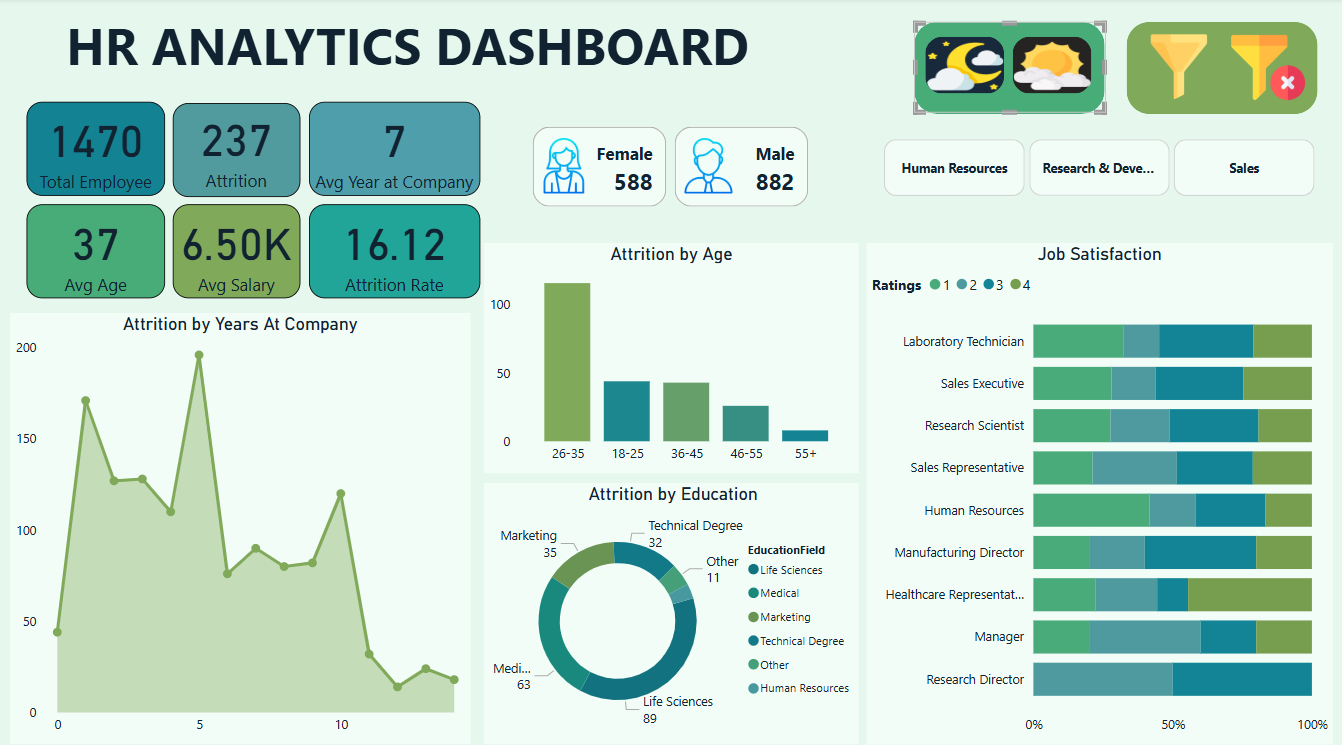 HR ANALYTICS DASHBOARD
1470
Total Employee
237
Attrition
7
Avg Year at Company
37
Avg Age
6.50K
Avg Salary
16.12
Attrition Rate
Female
588
Male
882
Human Resources
Research & Deve...
Sales
Attrition by Years At Company
200
150
100
50
0
0 5 10
Attrition by Age
100
50
0
26-35 18-25 36-45 46-55 55+
Attrition by Education
Technical Degree
32
Marketing
35
Other
11
Medi...
63
Life Sciences
89
EducationField
Life Sciences
Medical
Marketing
Technical Degree
Other
Human Resources
Job Satisfaction
Ratings 1 2 3 4
Laboratory Technician
Sales Executive
Research Scientist
Sales Representative
Human Resources
Manufacturing Director
Healthcare Representat...
Manager
Research Director
0% 50% 100%